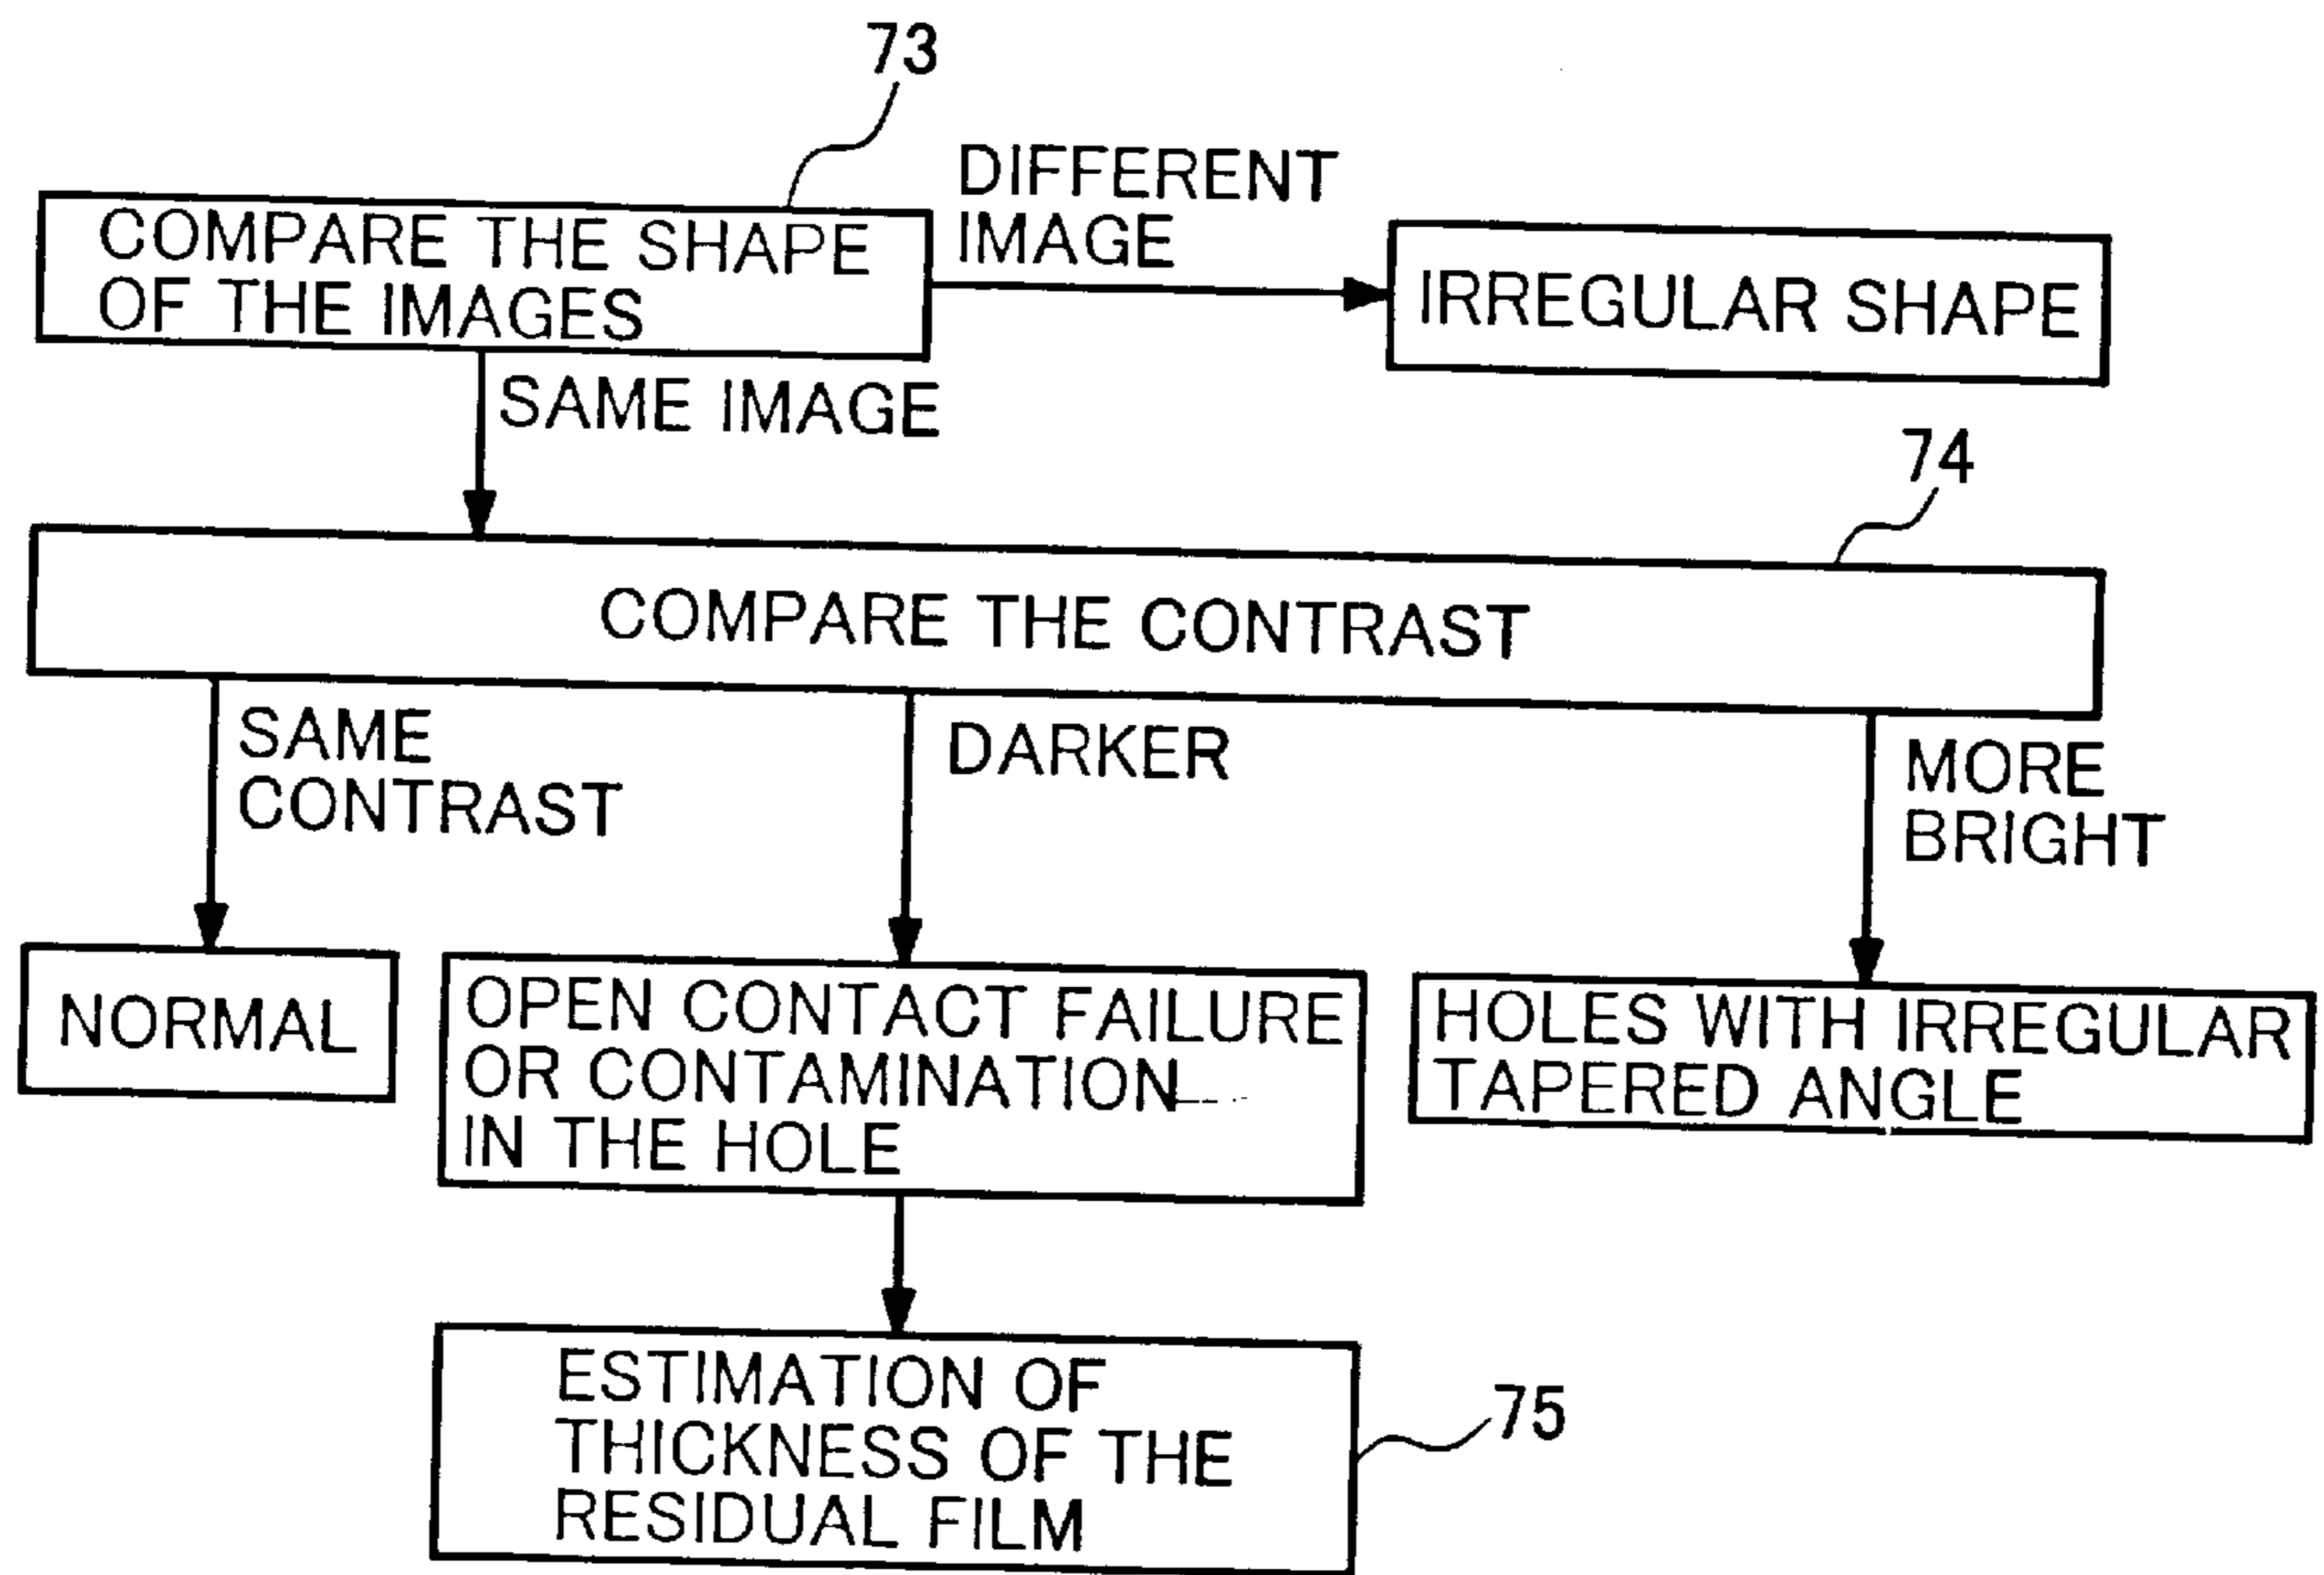 73
DIFFERENT
IMAGE
COMPARE THE SHAPE
OF THE IMAGES
IRREGULAR SHAPE
SAME IMAGE
74
COMPARE THE CONTRAST
SAME
CONTRAST
DARKER
MORE
BRIGHT
NORMAL
OPEN CONTACT FAILURE
OR CONTAMINATION
IN THE HOLE
HOLES WITH IRREGULAR
TAPERED ANGLE
ESTIMATION OF
THICKNESS OF THE
RESIDUAL FILM
75